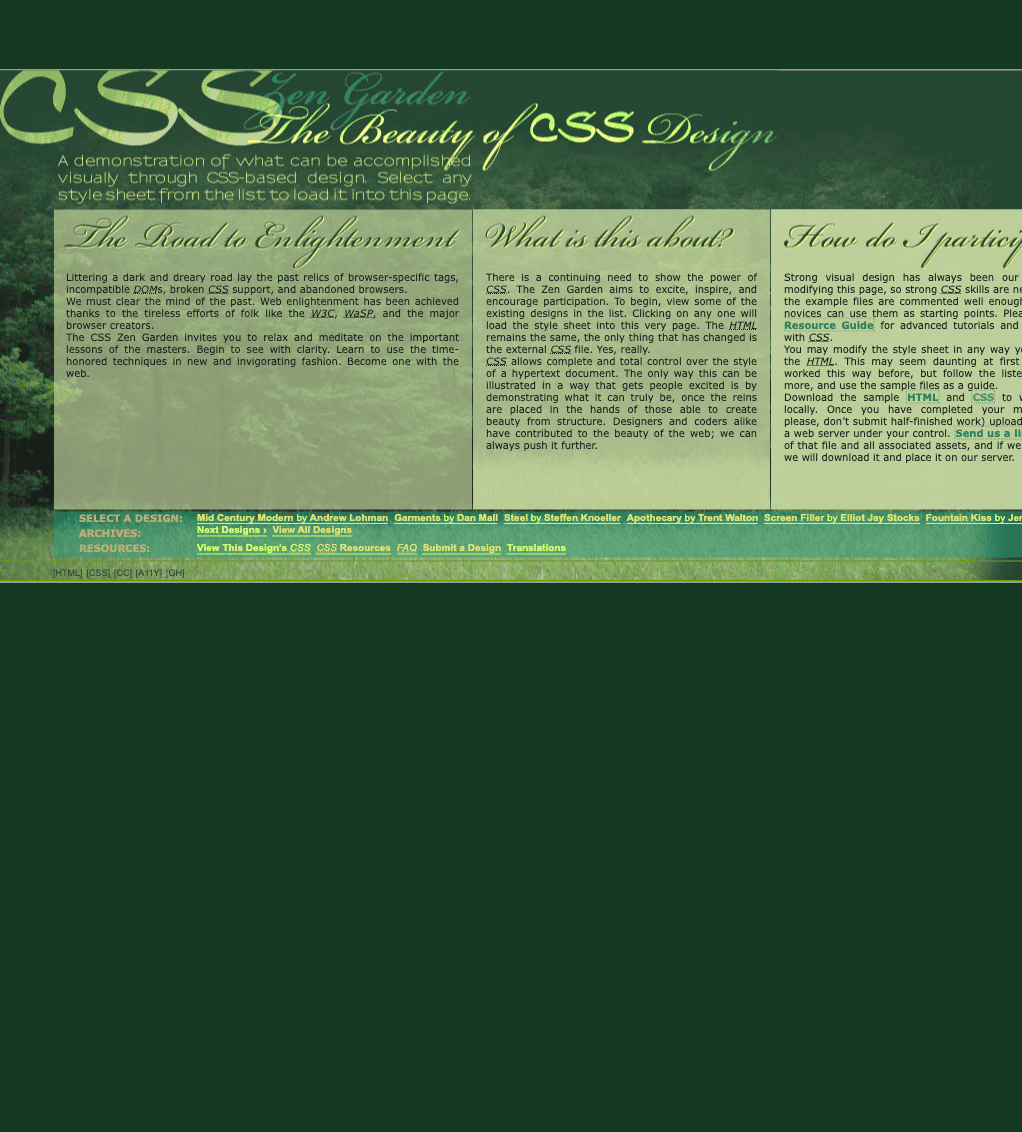 CSS Zen Garden
The Beauty of CSS Design
A demonstration of what can be accomplished
visually through CSS-based design. Select any
style sheet from the list to load it into this page.
The Road to Enlightenment
Littering a dark and dreary road lay the past relics of browser-specific tags,
incompatible DOMs, broken CSS support, and abandoned browsers.
We must clear the mind of the past. Web enlightenment has been achieved
thanks to the tireless efforts of folk like the W3C, WaSP, and the major
browser creators.
The CSS Zen Garden invites you to relax and meditate on the important
lessons of the masters. Begin to see with clarity. Learn to use the time-
honored techniques in new and invigorating fashion. Become one with the
web.
What is this about?
There is a continuing need to show the power of
CSS. The Zen Garden aims to excite, inspire, and
encourage participation. To begin, view some of the
existing designs in the list. Clicking on any one will
load the style sheet into this very page. The HTML
remains the same, the only thing that has changed is
the external CSS file. Yes, really.
CSS allows complete and total control over the style
of a hypertext document. The only way this can be
illustrated in a way that gets people excited is by
demonstrating what it can truly be, once the reins
are placed in the hands of those able to create
beauty from structure. Designers and coders alike
have contributed to the beauty of the web; we can
always push it further.
How do I particip
Strong visual design has always been our
modifying this page, so strong CSS skills are ne
the example files are commented well enoug
novices can use them as starting points. Plea
Resource Guide for advanced tutorials and
with CSS.
You may modify the style sheet in any way yo
the HTML. This may seem daunting at first
worked this way before, but follow the liste
more, and use the sample files as a guide.
Download the sample HTML and CSS to w
locally. Once you have completed your m
please, don't submit half-finished work) upload
a web server under your control. Send us a li
of that file and all associated assets, and if we
we will download it and place it on our server.
SELECT A DESIGN: Mid Century Modern by Andrew Lohman Garments by Dan Mall Steel by Steffen Knoeller Apothecary by Trent Walton Screen Filler by Elliot Jay Stocks Fountain Kiss by Jer
ARCHIVES: Next Designs › View All Designs
RESOURCES: View This Design's CSS CSS Resources FAQ Submit a Design Translations
[HTML] [CSS] [CC] [A11Y] [GH]